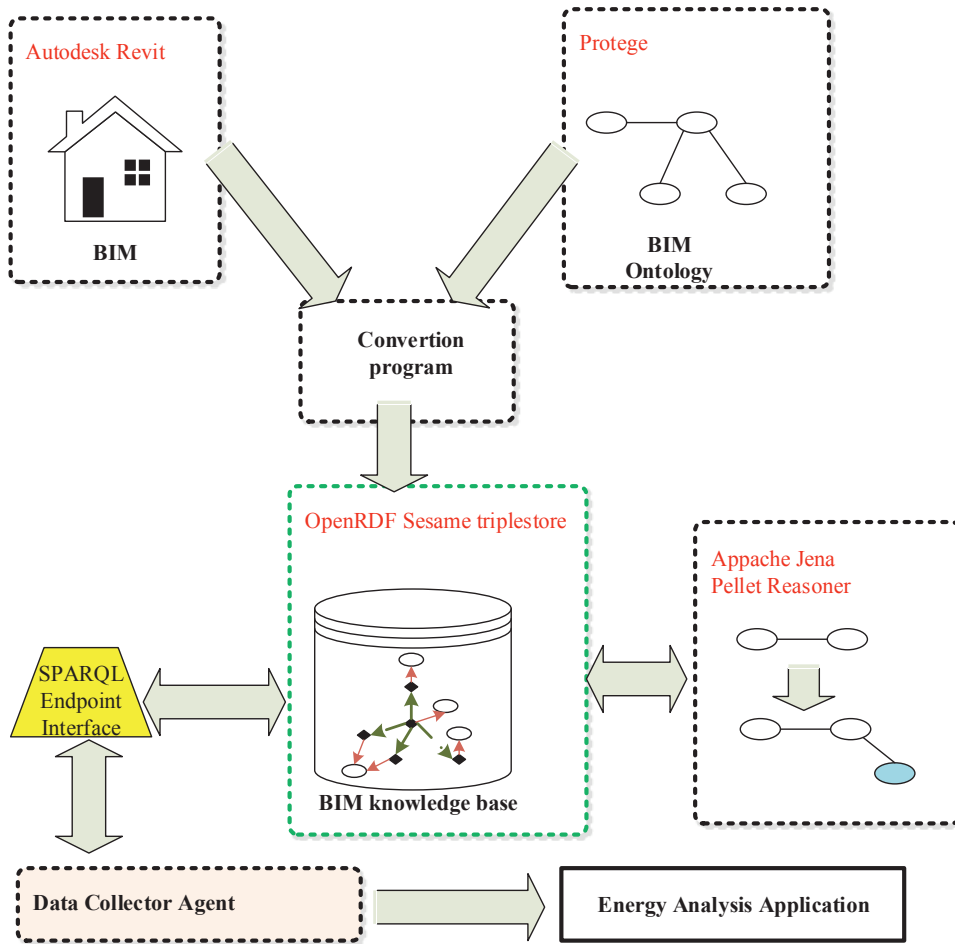 Autodesk Revit
BIM
Protege
BIM
Ontology
Convertion
program
OpenRDF Sesame triplestore
BIM knowledge base
Appache Jena
Pellet Reasoner
SPARQL
Endpoint
Interface
Data Collector Agent
Energy Analysis Application